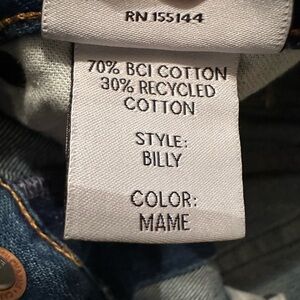 RN 155144
70% BCI COTTON
30% RECYCLED
COTTON
STYLE:
BILLY
COLOR:
MAME